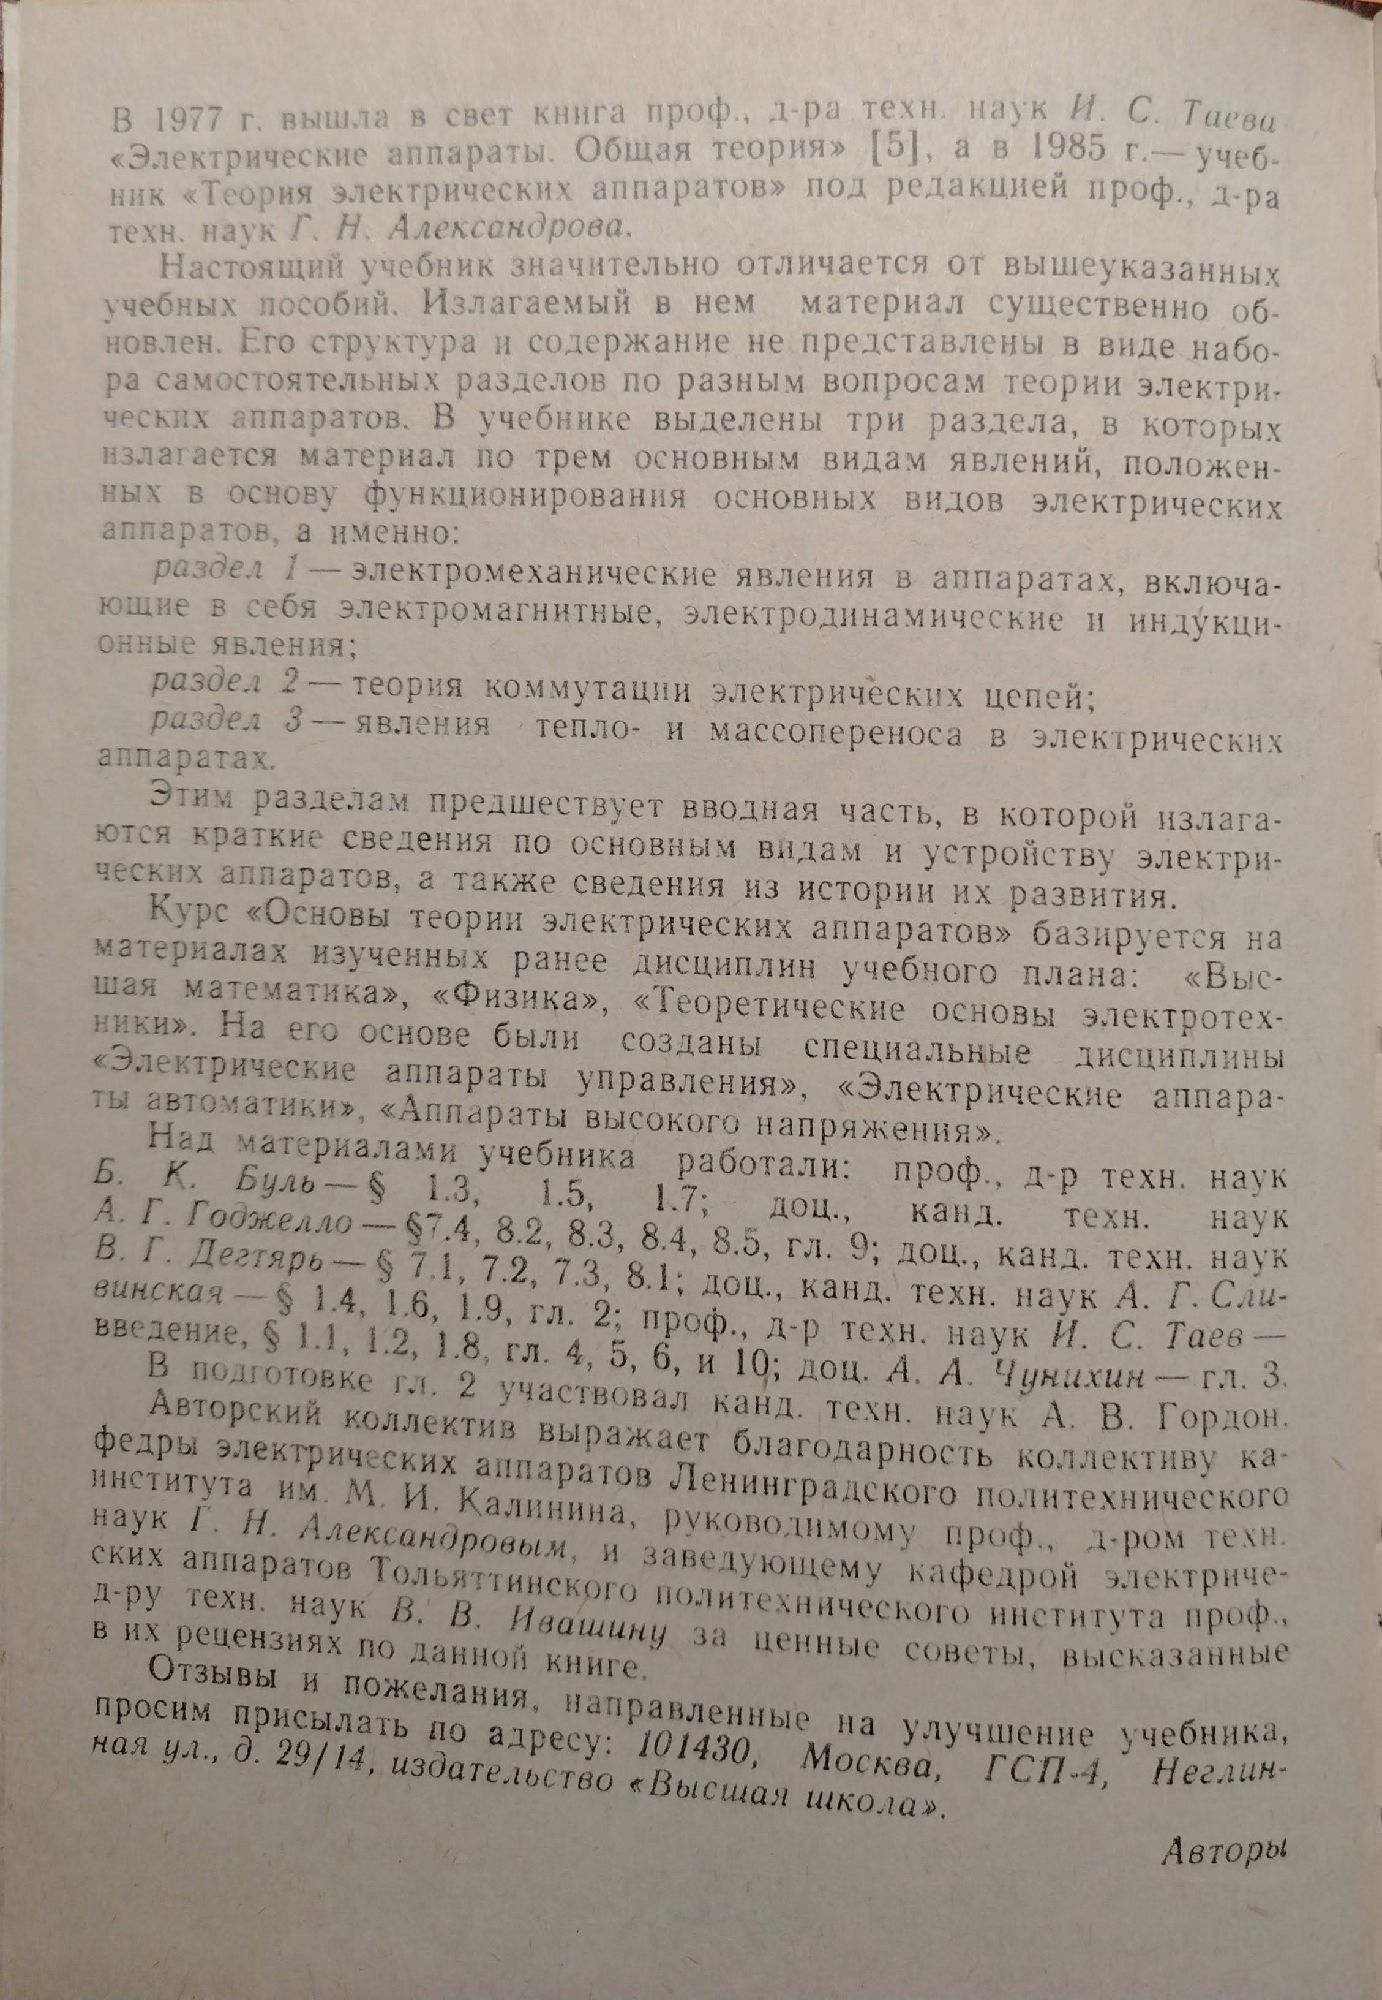 В 1977 г. вышла в свет книга проф., д-ра техн. наук И. С. Таева
«Электрические аппараты. Общая теория» [5], а в 1985 г.— учеб-
ник «Теория электрических аппаратов» под редакцией проф., д-ра
техн. наук Г. Н. Александрова.
Настоящий учебник значительно отличается от вышеуказанных
учебных пособий. Излагаемый в нем материал существенно об-
новлен. Его структура и содержание не представлены в виде набо-
ра самостоятельных разделов по разным вопросам теории электри-
ческих аппаратов. В учебнике выделены три раздела, в которых
излагается материал по трем основным видам явлений, положен-
ных в основу функционирования основных видов электрических
аппаратов, а именно:
раздел 1 — электромеханические явления в аппаратах, включа-
ющие в себя электромагнитные, электродинамические и индукци-
онные явления;
раздел 2 — теория коммутации электрических цепей;
раздел 3 — явления тепло- и массопереноса в электрических
аппаратах.
Этим разделам предшествует вводная часть, в которой излага-
ются краткие сведения по основным видам и устройству электри-
ческих аппаратов, а также сведения из истории их развития.
Курс «Основы теории электрических аппаратов» базируется на
материалах изученных ранее дисциплин учебного плана: «Выс-
шая математика», «Физика», «Теоретические основы электротех-
ники». На его основе были созданы специальные дисциплины
«Электрические аппараты управления», «Электрические аппара-
ты автоматики», «Аппараты высокого напряжения».
Над материалами учебника работали: проф., д-р техн. наук
Б. К. Буль — § 1.3, 1.5, 1.7; доц., канд. техн. наук
А. Г. Годжелло — §7.4, 8.2, 8.3, 8.4, 8.5, гл. 9; доц., канд. техн. наук
В. Г. Дегтярь — § 7.1, 7.2, 7.3, 8.1; доц., канд. техн. наук А. Г. Сли-
винская — § 1.4, 1.6, 1.9, гл. 2; проф., д-р техн. наук И. С. Таев —
введение, § 1.1, 1.2, 1.8, гл. 4, 5, 6, и 10; доц. А. А. Чунихин — гл. 3.
В подготовке гл. 2 участвовал канд. техн. наук А. В. Гордон.
Авторский коллектив выражает благодарность коллективу ка-
федры электрических аппаратов Ленинградского политехнического
института им. М. И. Калинина, руководимому проф., д-ром техн.
наук Г. Н. Александровым, и заведующему кафедрой электриче-
ских аппаратов Тольяттинского политехнического института проф.,
д-ру техн. наук В. В. Ивашину за ценные советы, высказанные
в их рецензиях по данной книге.
Отзывы и пожелания, направленные на улучшение учебника,
просим присылать по адресу: 101430, Москва, ГСП-4, Неглин-
ная ул., д. 29/14, издательство «Высшая школа».
Авторы